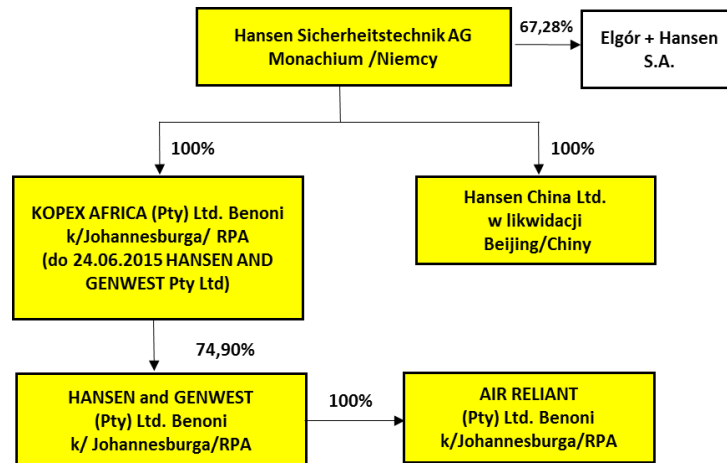 Hansen Sicherheitstechnik AG
Monachium /Niemcy
67,28%
Elgór + Hansen
S.A.
100%
100%
KOPEX AFRICA (Pty) Ltd. Benoni
k/Johannesburga/ RPA
(do 24.06.2015 HANSEN AND
GENWEST Pty Ltd)
Hansen China Ltd.
w likwidacji
Beijing/Chiny
74,90%
HANSEN and GENWEST
(Pty) Ltd. Benoni
k/ Johannesburga/RPA
100%
AIR RELIANT
(Pty) Ltd. Benoni
k/Johannesburga/RPA